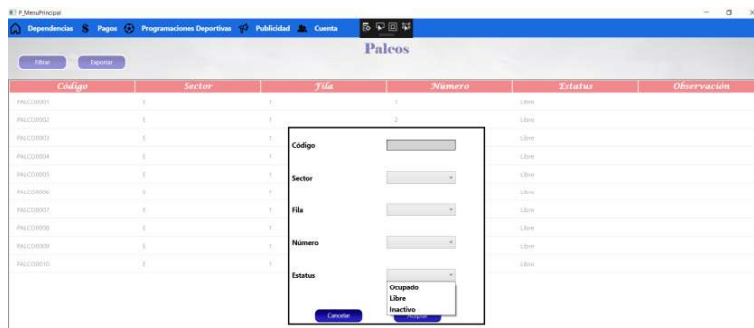 P_MenuPrincipal
Dependencias $ Pagos Programaciones Deportivas Publicidad Cuenta
Palcos
Filtrar Exportar
Código Sector Fila Número Estatus Observación
PALCO0001 E 1 1 Libre
PALCO0002 E 1 2 Libre
PALCO0003 E 1 Libre
PALCO0004 E 1 Libre
PALCO0005 E 1 Libre
PALCO0006 E 1 Libre
PALCO0007 E 1 Libre
PALCO0008 E 1 Libre
PALCO0009 E 1 Libre
PALCO0010 E 1 Libre
Código
Sector
Fila
Número
Estatus
Ocupado
Libre
Inactivo
Cancelar Aceptar